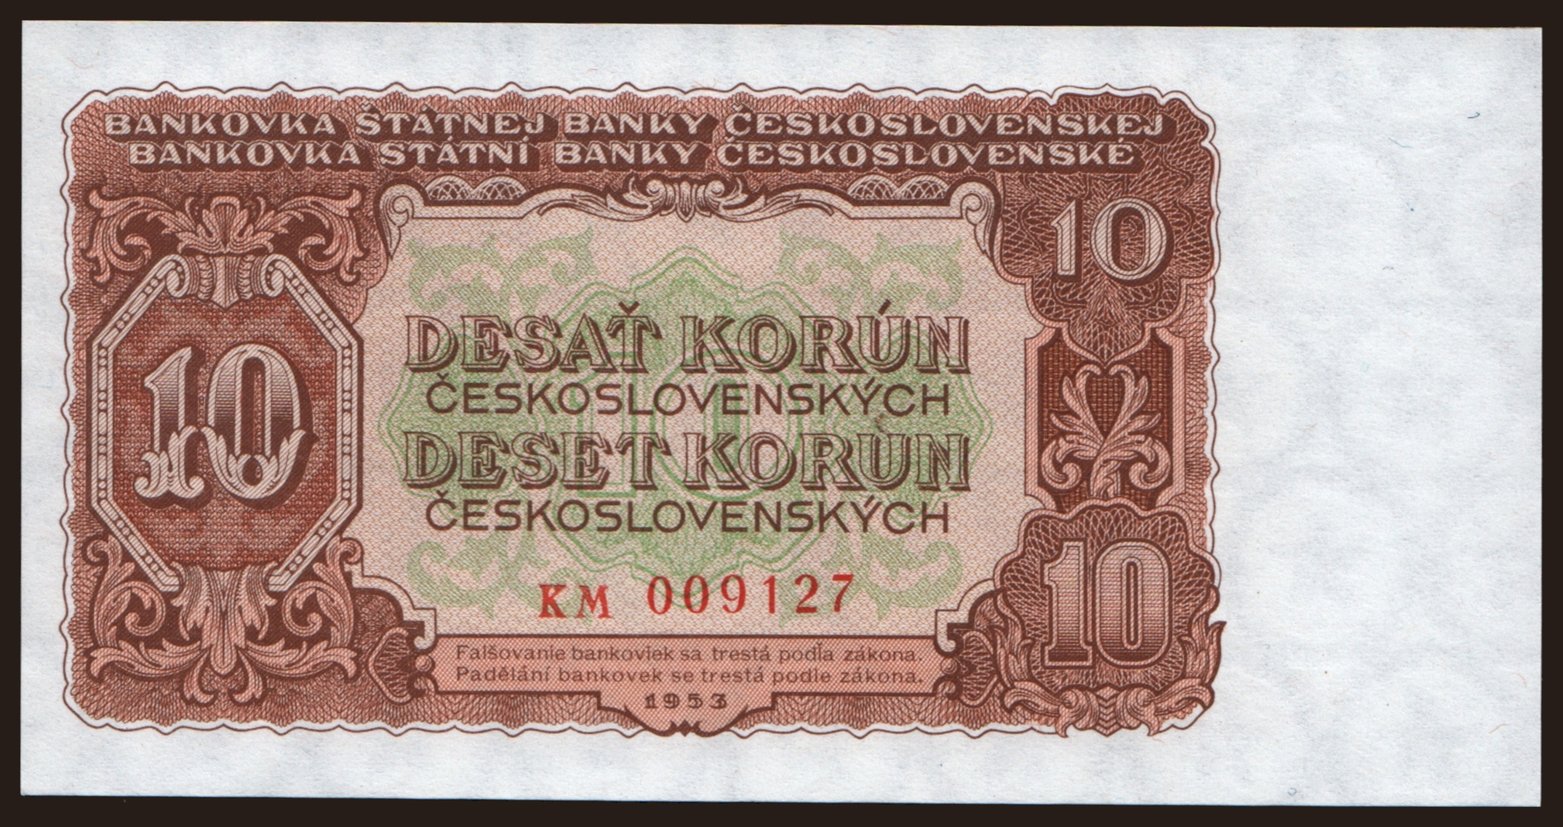 BANKOVKA ŠTÁTNEJ BANKY ČESKOSLOVENSKEJ
BANKOVKA STÁTNÍ BANKY ČESKOSLOVENSKÉ
10
10
DESAŤ KORÚN
ČESKOSLOVENSKÝCH
DESET KORUN
ČESKOSLOVENSKÝCH
10
10
KM 009127
Falšovanie bankoviek sa trestá podľa zákona.
Padělání bankovek se trestá podle zákona.
1953